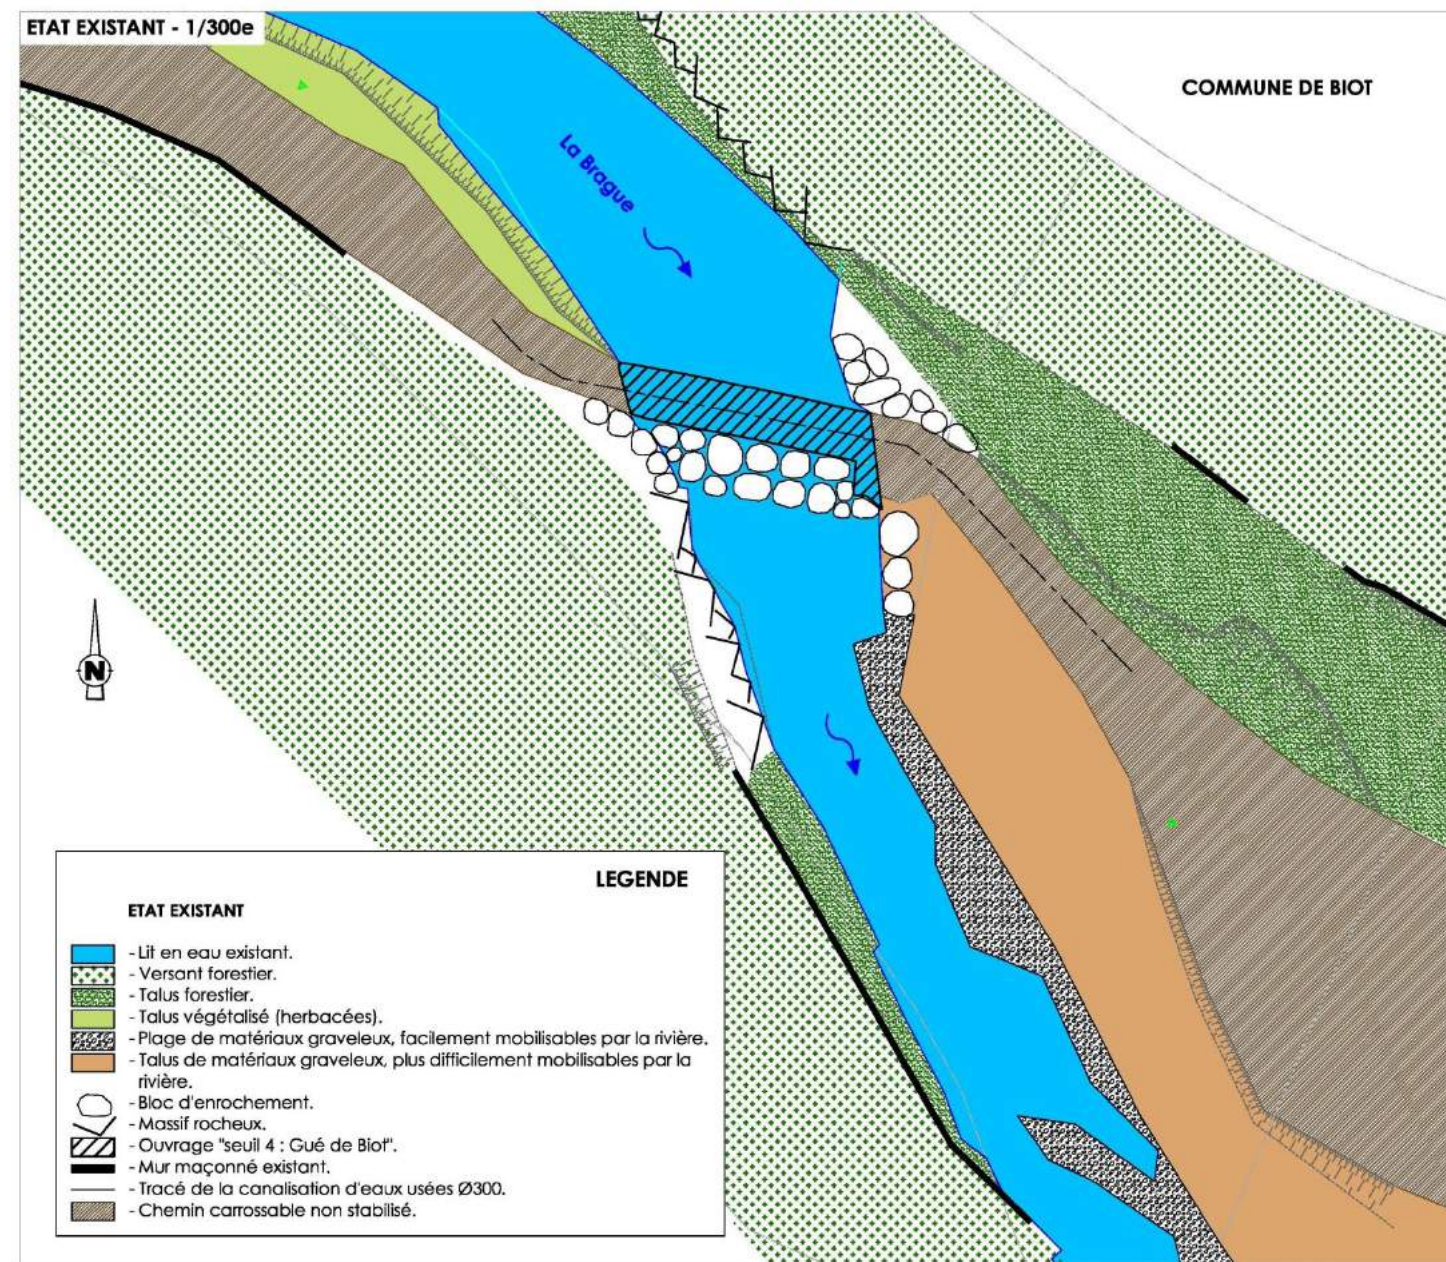 ETAT EXISTANT - 1/300e
COMMUNE DE BIOT
La Brague
N
LEGENDE
ETAT EXISTANT
- Lit en eau existant.
- Versant forestier.
- Talus forestier.
- Talus végétalisé (herbacées).
- Plage de matériaux graveleux, facilement mobilisables par la rivière.
- Talus de matériaux graveleux, plus difficilement mobilisables par la
rivière.
- Bloc d'enrochement.
- Massif rocheux.
- Ouvrage "seuil 4 : Gué de Biot".
- Mur maçonné existant.
- Tracé de la canalisation d'eaux usées Ø300.
- Chemin carrossable non stabilisé.